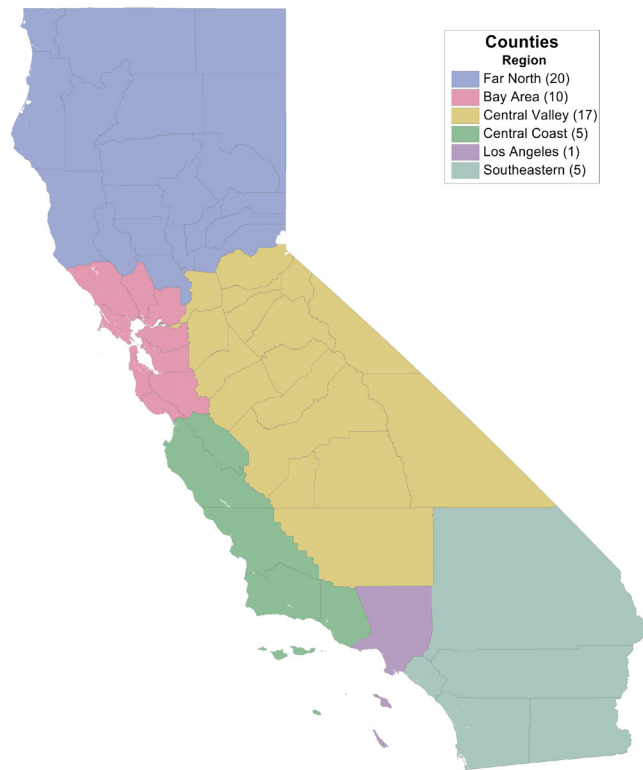 Counties
Region
Far North (20)
Bay Area (10)
Central Valley (17)
Central Coast (5)
Los Angeles (1)
Southeastern (5)